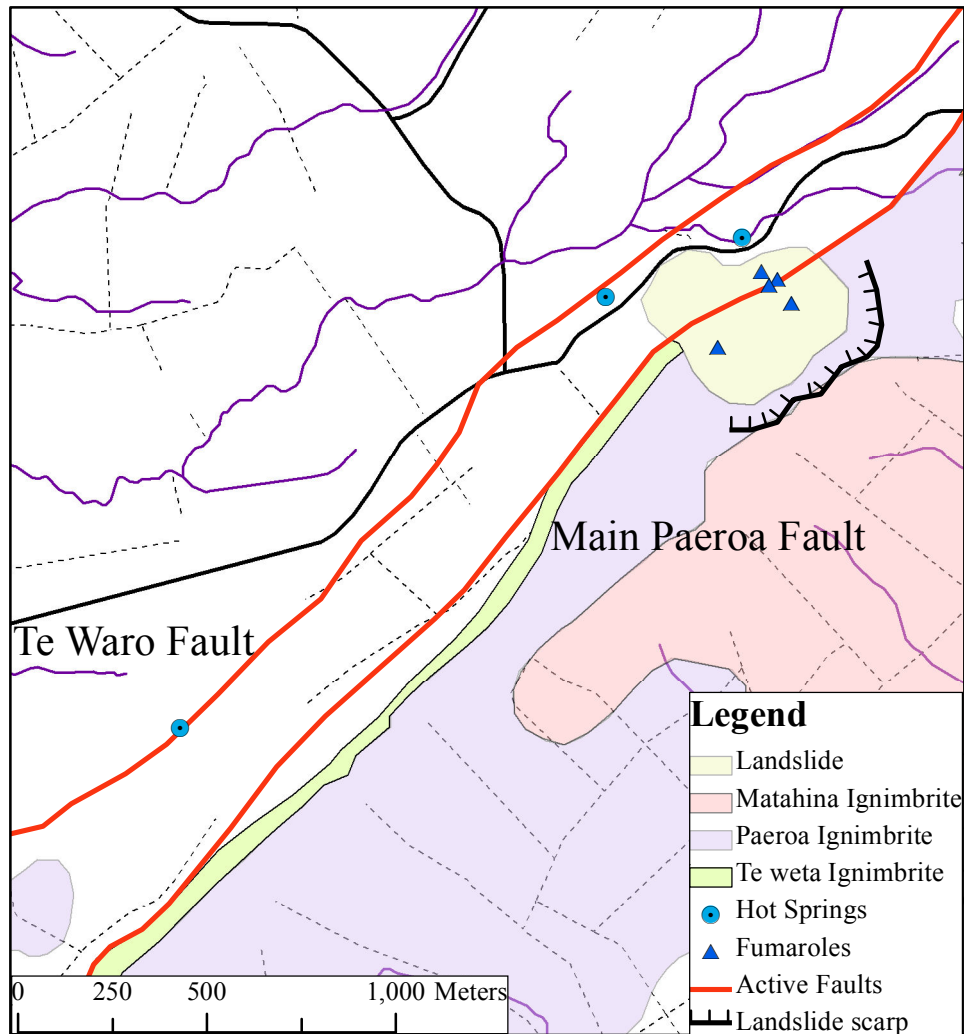 Main Paeroa Fault
Te Waro Fault
Legend
Landslide
Matahina Ignimbrite
Paeroa Ignimbrite
Te weta Ignimbrite
Hot Springs
Fumaroles
Active Faults
Landslide scarp
0 250 500 1,000 Meters